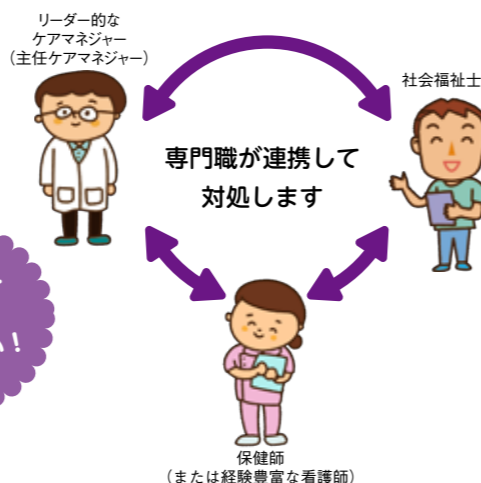 リーダー的な
ケアマネジャー
（主任ケアマネジャー）
社会福祉士
専門職が連携して
対処します
！
保健師
（または経験豊富な看護師）